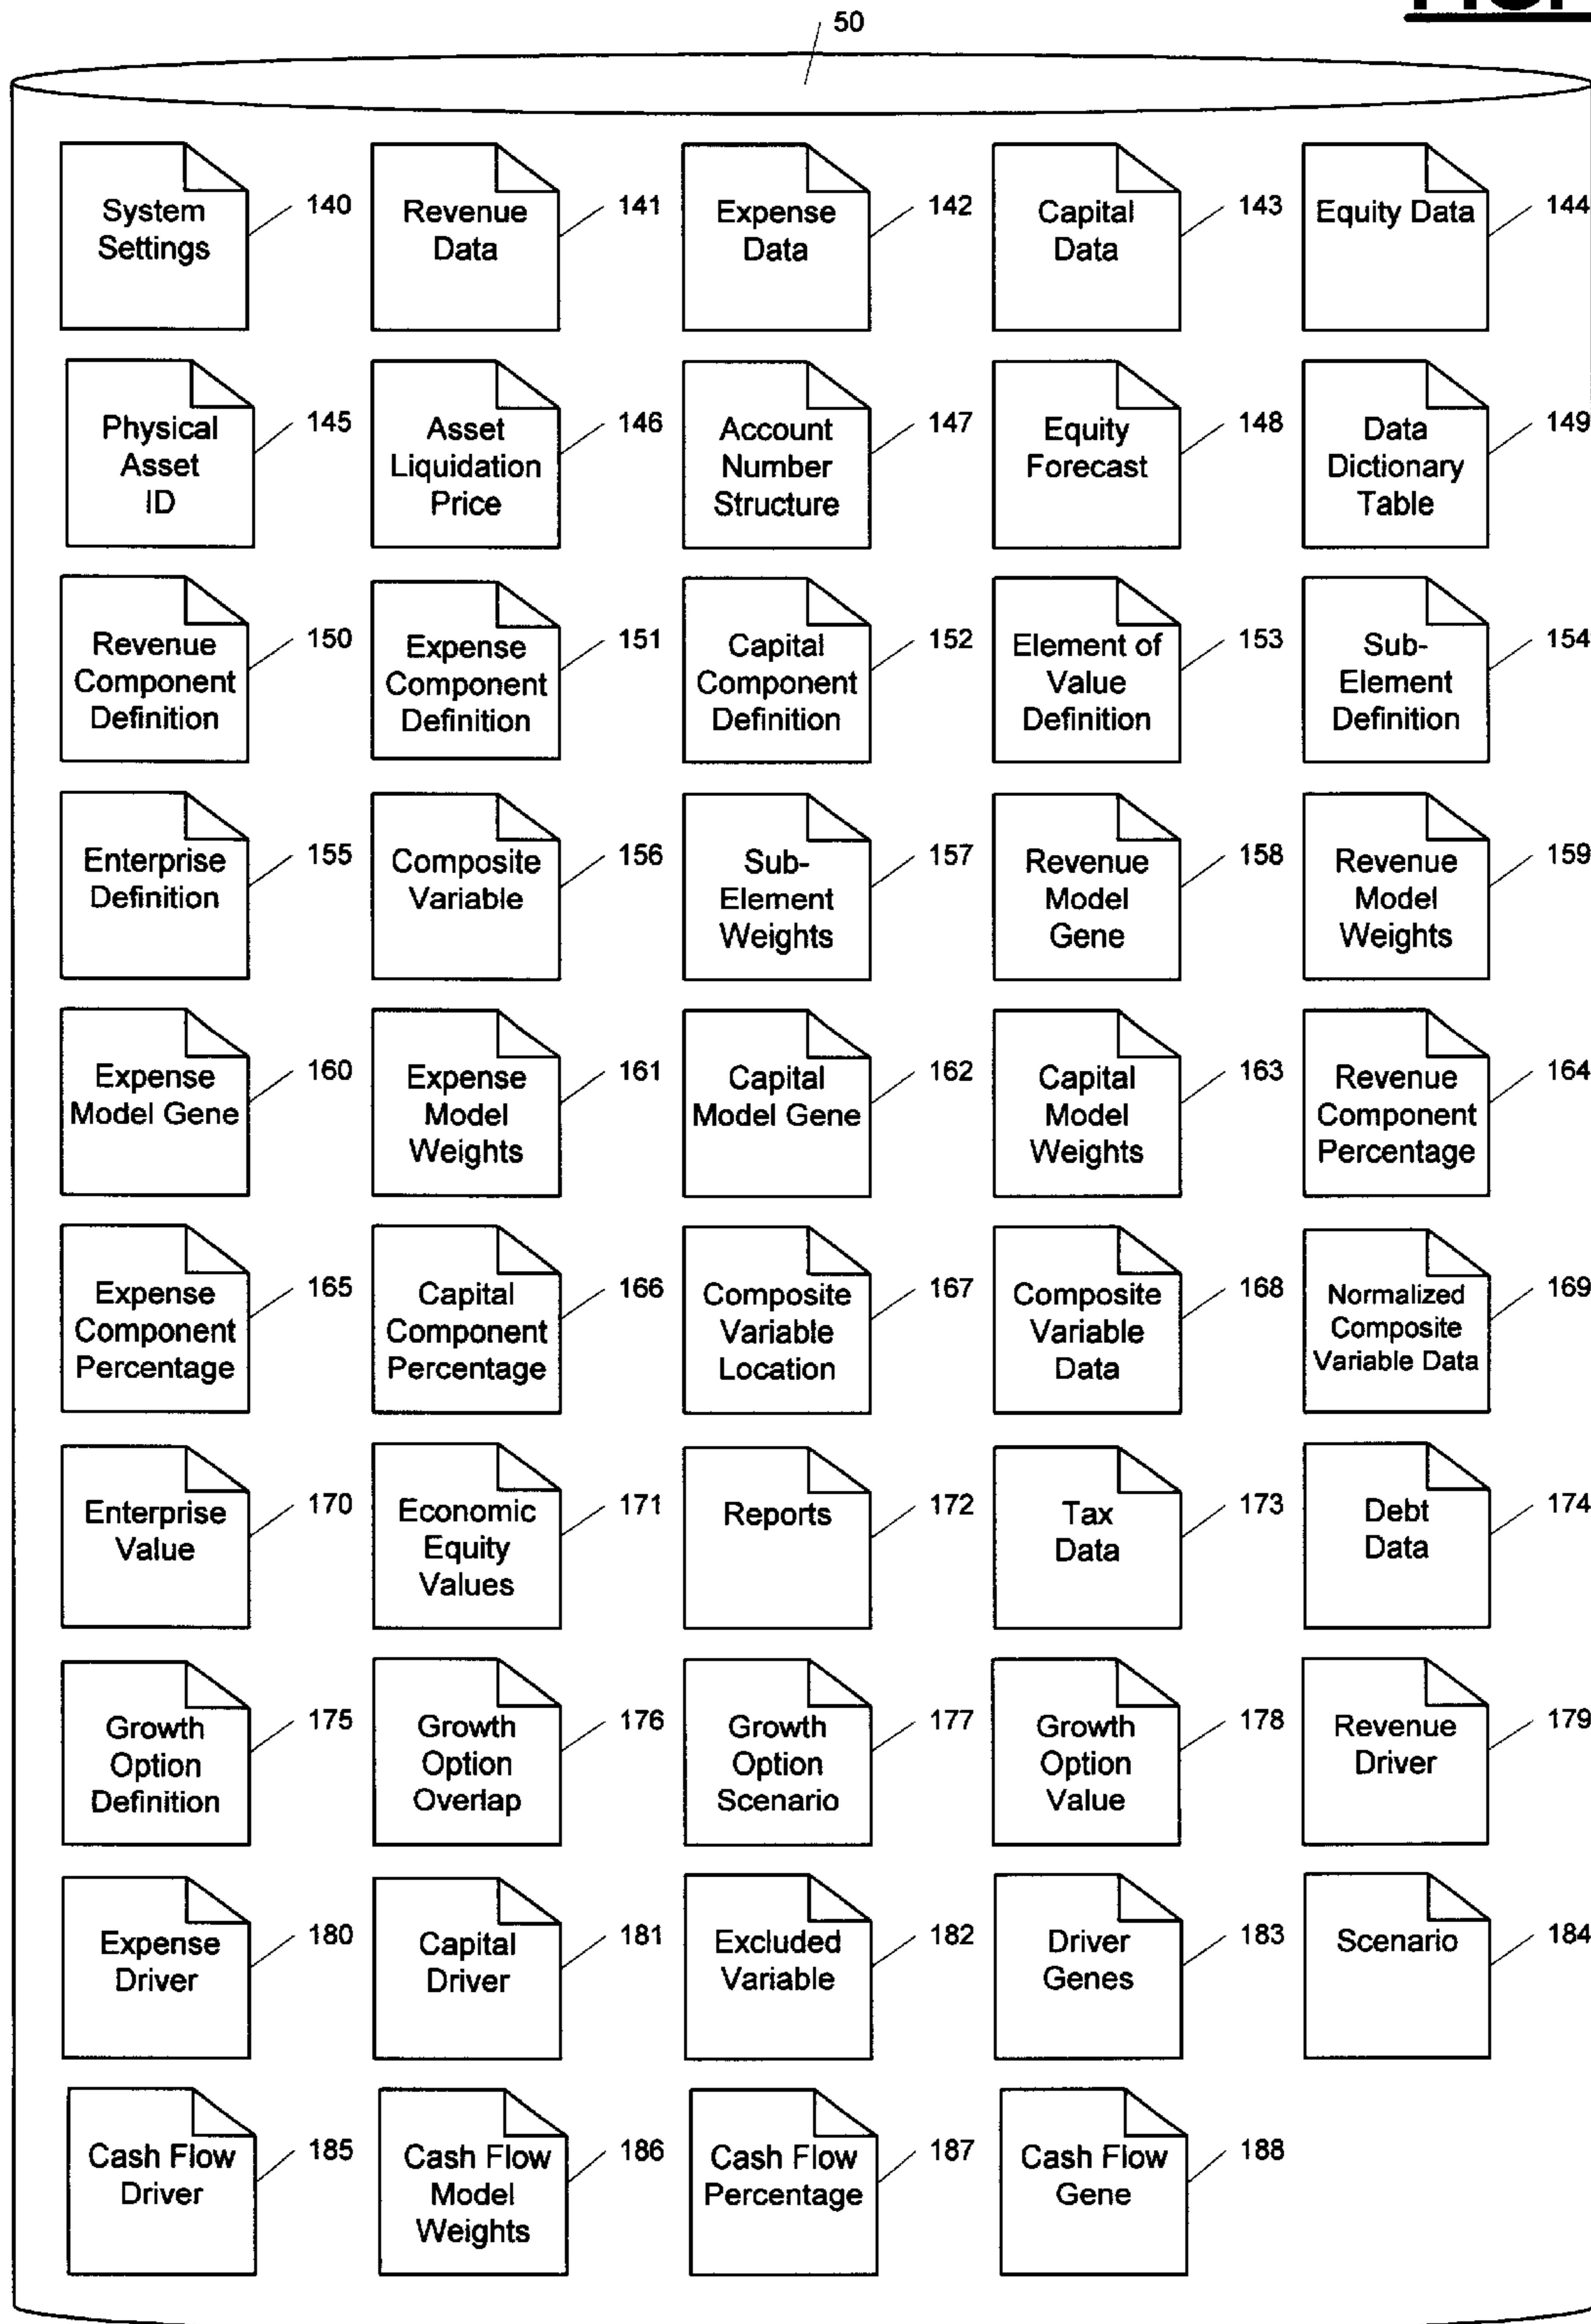 50
System
Settings
140
Revenue
Data
141
Expense
Data
142
Capital
Data
143
Equity Data
144
Physical
Asset
ID
145
Asset
Liquidation
Price
146
Account
Number
Structure
147
Equity
Forecast
148
Data
Dictionary
Table
149
Revenue
Component
Definition
150
Expense
Component
Definition
151
Capital
Component
Definition
152
Element of
Value
Definition
153
Sub-
Element
Definition
154
Enterprise
Definition
155
Composite
Variable
156
Sub-
Element
Weights
157
Revenue
Model
Gene
158
Revenue
Model
Weights
159
Expense
Model Gene
160
Expense
Model
Weights
161
Capital
Model Gene
162
Capital
Model
Weights
163
Revenue
Component
Percentage
164
Expense
Component
Percentage
165
Capital
Component
Percentage
166
Composite
Variable
Location
167
Composite
Variable
Data
168
Normalized
Composite
Variable Data
169
Enterprise
Value
170
Economic
Equity
Values
171
Reports
172
Tax
Data
173
Debt
Data
174
Growth
Option
Definition
175
Growth
Option
Overlap
176
Growth
Option
Scenario
177
Growth
Option
Value
178
Revenue
Driver
179
Expense
Driver
180
Capital
Driver
181
Excluded
Variable
182
Driver
Genes
183
Scenario
184
Cash Flow
Driver
185
Cash Flow
Model
Weights
186
Cash Flow
Percentage
187
Cash Flow
Gene
188